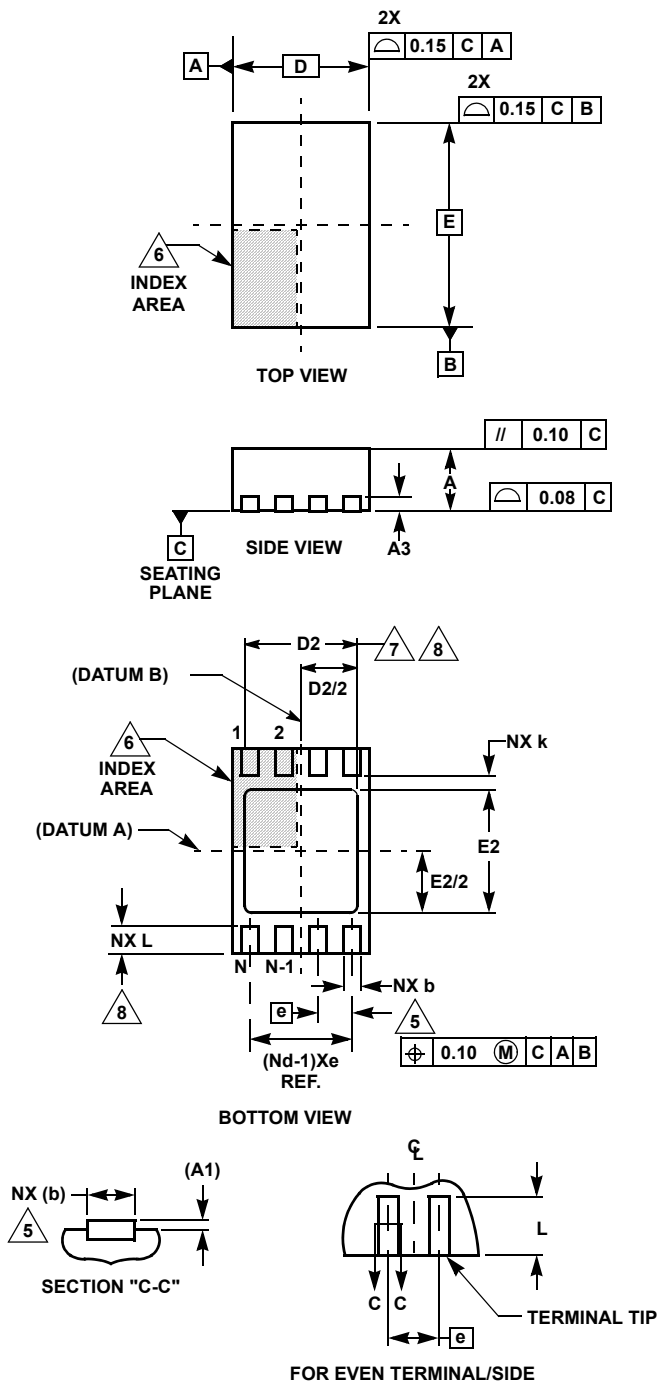 2X
⌓ 0.15 C A
A
D
2X
⌓ 0.15 C B
E
6
INDEX
AREA
B
TOP VIEW
// 0.10 C
A
⌓ 0.08 C
C
SIDE VIEW
A3
SEATING
PLANE
D2
7 8
(DATUM B)
D2/2
6
INDEX
AREA
1 2
NX k
(DATUM A)
E2
E2/2
NX L
N N-1
NX b
8
e
5
(Nd-1)Xe
REF.
⌖ 0.10 Ⓜ C A B
BOTTOM VIEW
(A1)
NX (b)
5
SECTION "C-C"
℄
L
C C
TERMINAL TIP
e
FOR EVEN TERMINAL/SIDE